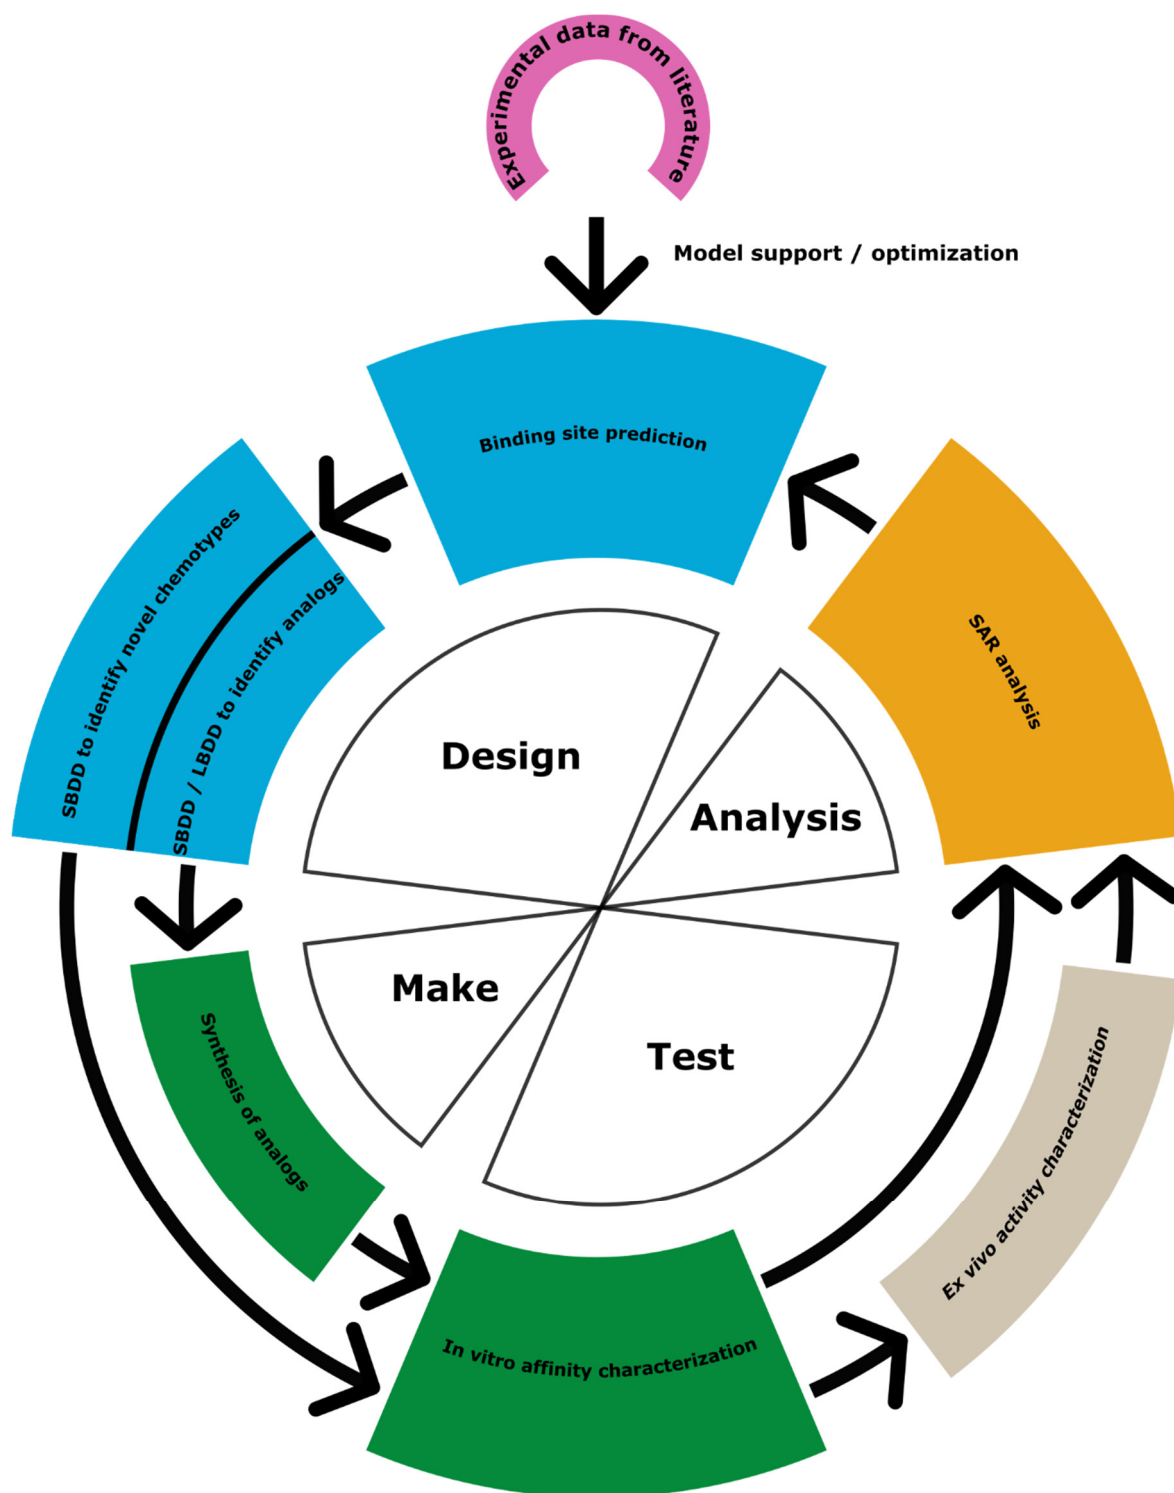 Experimental data from literature
Model support / optimization
Binding site prediction
SBDD to identify novel chemotypes
SBDD / LBDD to identify analogs
SAR analysis
Design
Analysis
Make
Test
Synthesis of analogs
Ex vivo activity characterization
In vitro affinity characterization